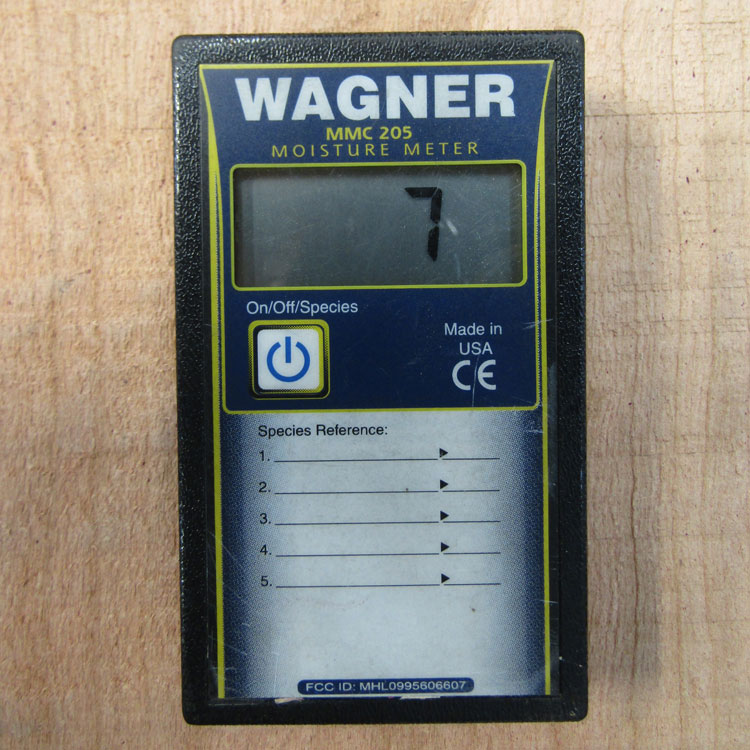 WAGNER
MMC 205
MOISTURE METER
7
On/Off/Species
Made in
USA
CE
Species Reference:
1.
2.
3.
4.
5.
FCC ID: MHL0995606607